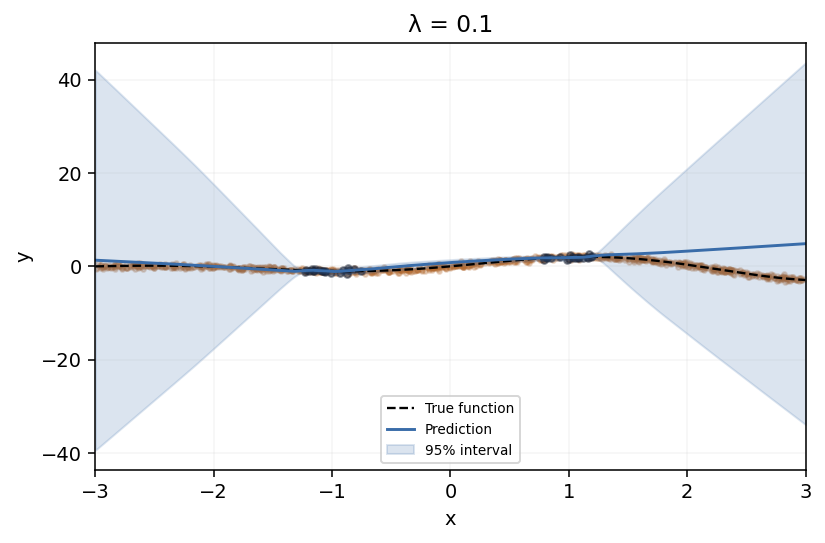 λ = 0.1
y
40
20
0
−20
−40
True function
Prediction
95% interval
−3 −2 −1 0 1 2 3
x